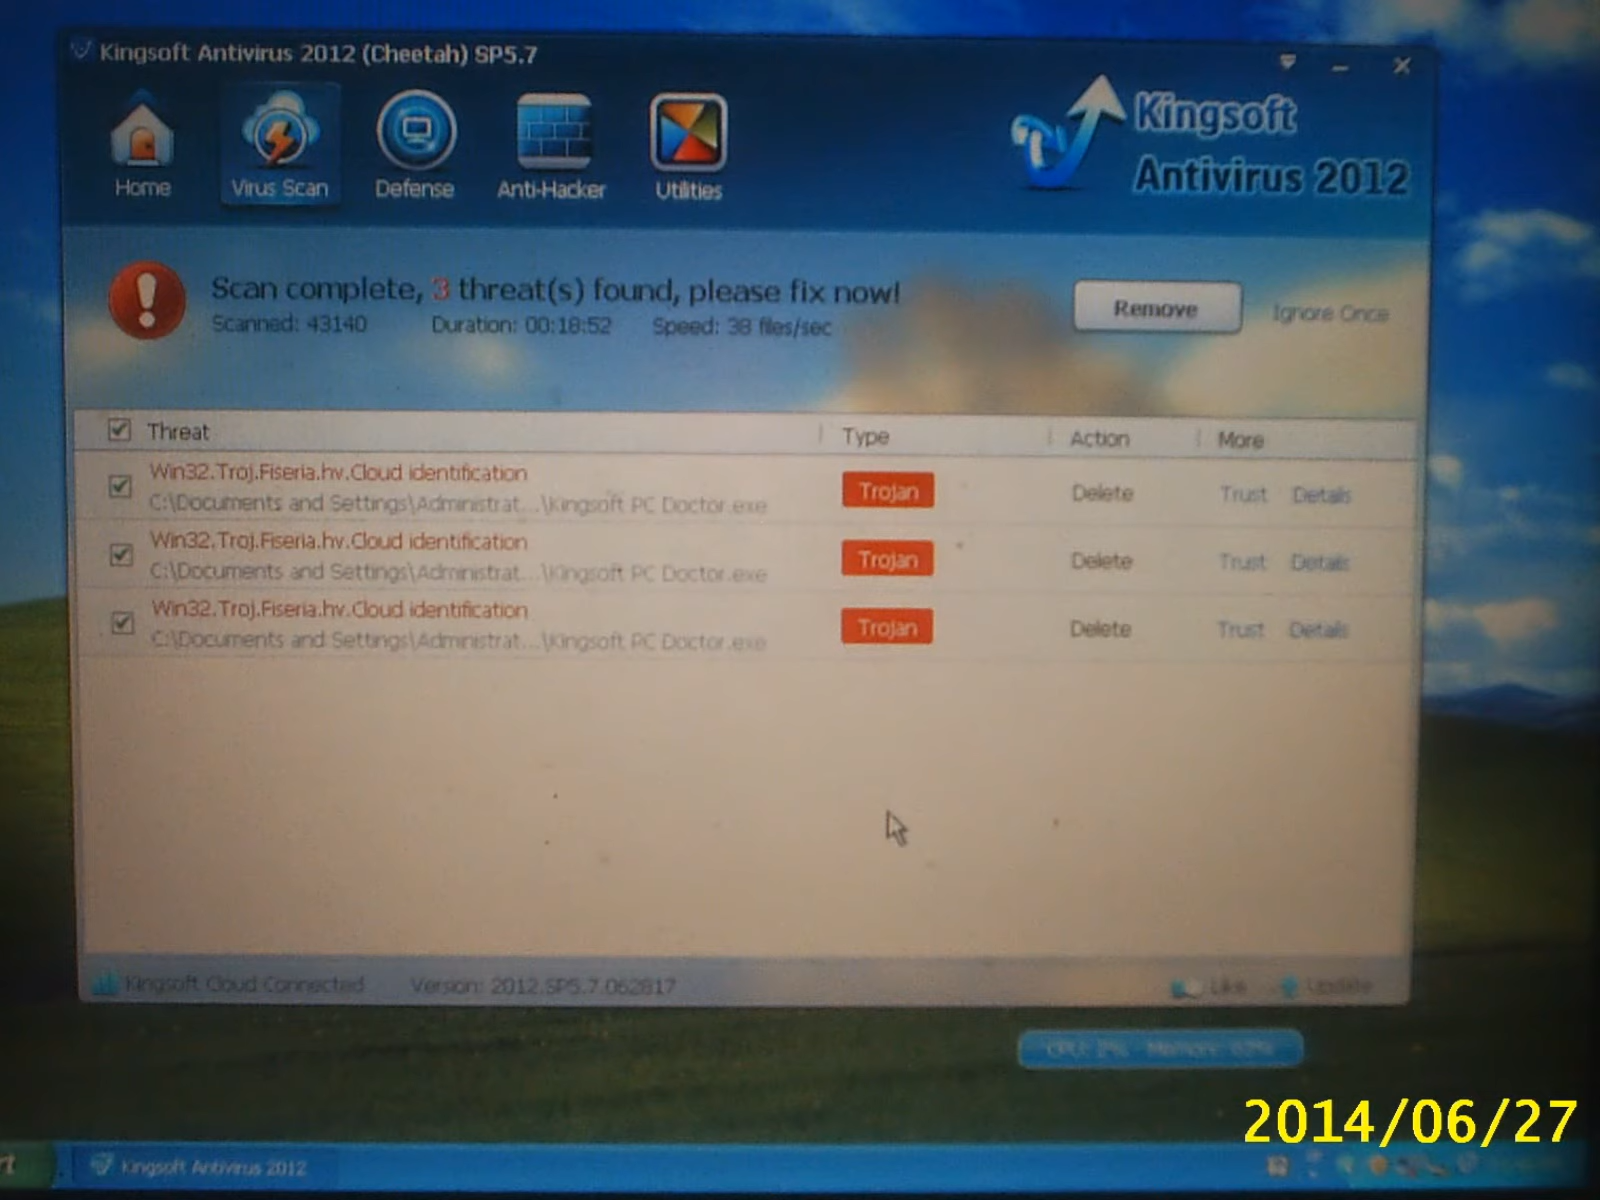 Kingsoft Antivirus 2012 (Cheetah) SP5.7
Home Virus Scan Defense Anti-Hacker Utilities
Kingsoft
Antivirus 2012
Scan complete, 3 threat(s) found, please fix now!
Scanned: 43140 Duration: 00:18:52 Speed: 38 files/sec
Remove Ignore Once
Threat Type Action More
Win32.Troj.Fiseria.hv.Cloud identification
C:\Documents and Settings\Administrat...\Kingsoft PC Doctor.exe
Trojan Delete Trust Details
Win32.Troj.Fiseria.hv.Cloud identification
C:\Documents and Settings\Administrat...\Kingsoft PC Doctor.exe
Trojan Delete Trust Details
Win32.Troj.Fiseria.hv.Cloud identification
C:\Documents and Settings\Administrat...\Kingsoft PC Doctor.exe
Trojan Delete Trust Details
Kingsoft Cloud Connected Version: 2012.SP5.7.062817 Like Update
CPU: Memory:
2014/06/27
Kingsoft Antivirus 2012